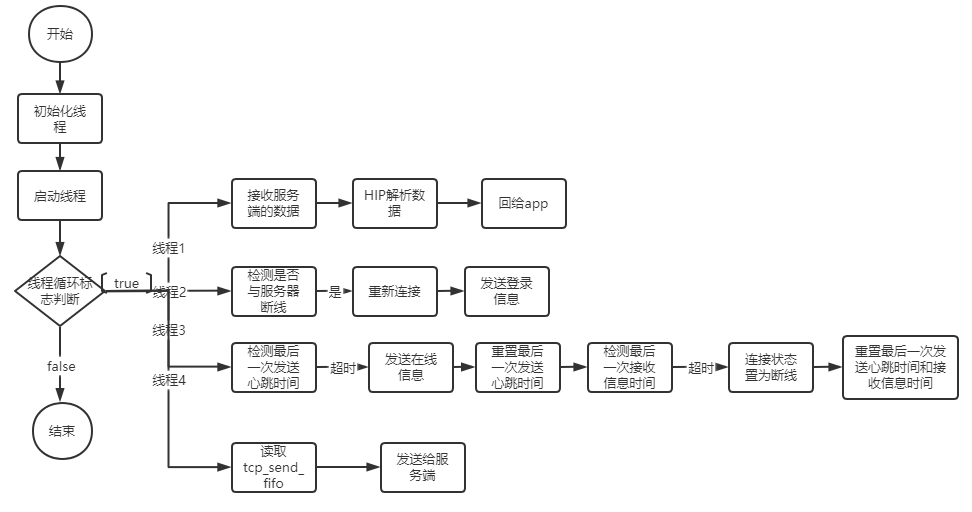 开始
初始化线
程
启动线程
线程循环标
志判断
true
false
结束
线程1
接收服务
端的数据
HIP解析数
据
回给app
线程2
检测是否
与服务器
断线
是
重新连接
发送登录
信息
线程3
检测最后
一次发送
心跳时间
超时
发送在线
信息
重置最后
一次发送
心跳时间
检测最后
一次接收
信息时间
超时
连接状态
置为断线
重置最后一次发
送心跳时间和接
收信息时间
线程4
读取
tcp_send_
fifo
发送给服
务端